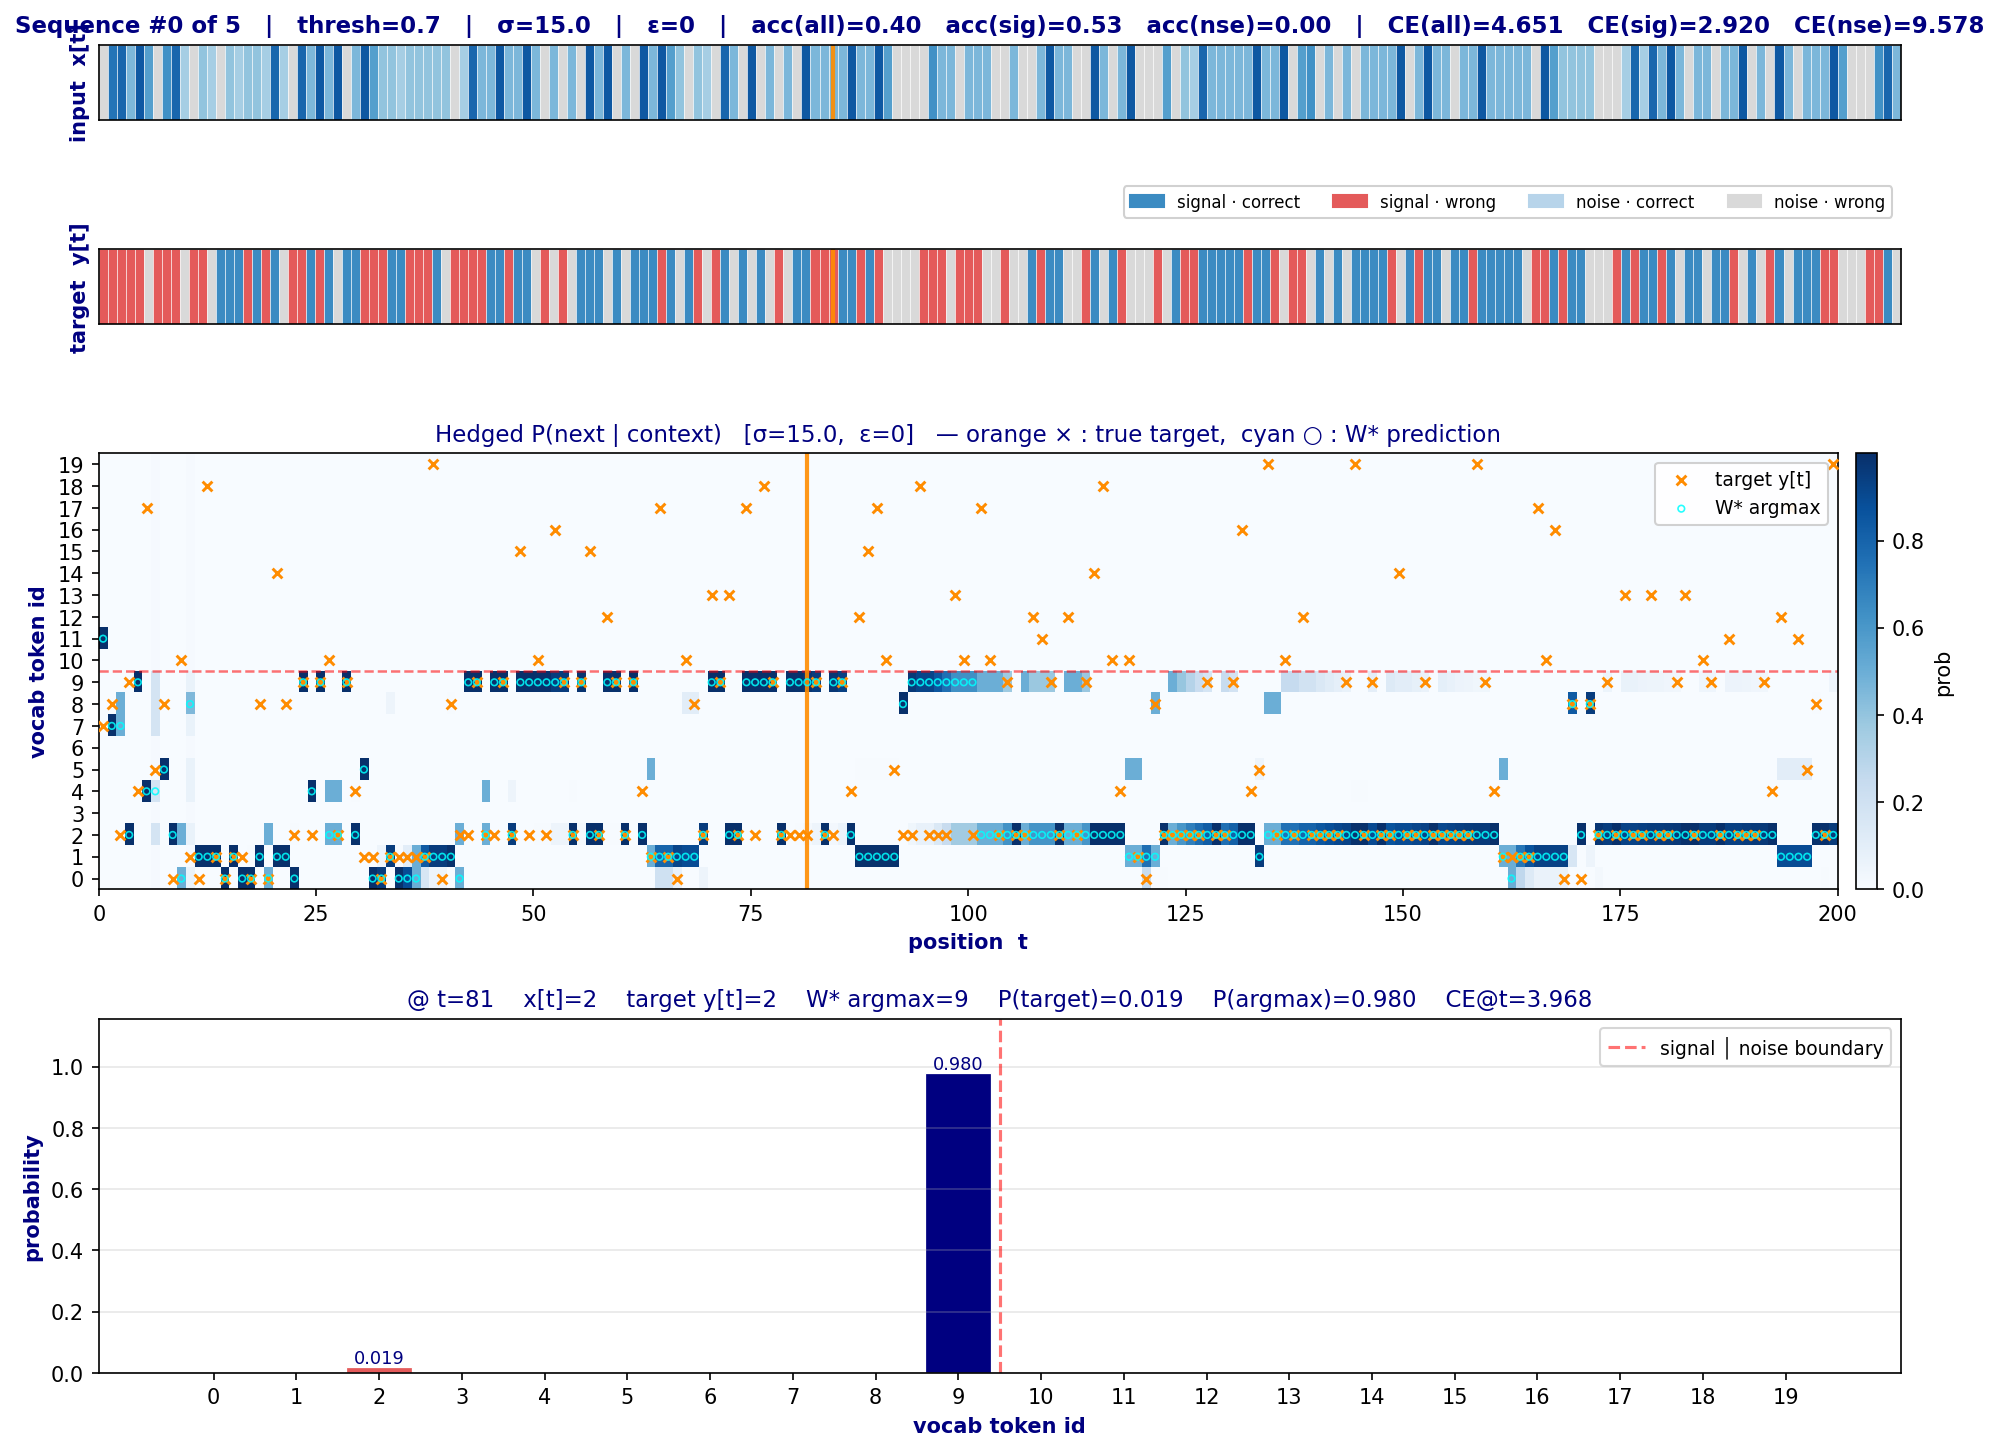 Sequence #0 of 5   |   thresh=0.7   |   σ=15.0   |   ε=0   |   acc(all)=0.40   acc(sig)=0.53   acc(nse)=0.00   |   CE(all)=4.651   CE(sig)=2.920   CE(nse)=9.578
input x[t]
signal · correct
signal · wrong
noise · correct
noise · wrong
target y[t]
Hedged P(next | context)   [σ=15.0,  ε=0]   — orange × : true target,  cyan ○ : W* prediction
vocab token id
19
18
17
16
15
14
13
12
11
10
9
8
7
6
5
4
3
2
1
0
target y[t]
W* argmax
0.8
0.6
0.4
0.2
0.0
prob
0 25 50 75 100 125 150 175 200
position t
@ t=81    x[t]=2    target y[t]=2    W* argmax=9    P(target)=0.019    P(argmax)=0.980    CE@t=3.968
probability
1.0
0.8
0.6
0.4
0.2
0.0
signal | noise boundary
0.980
0.019
0 1 2 3 4 5 6 7 8 9 10 11 12 13 14 15 16 17 18 19
vocab token id